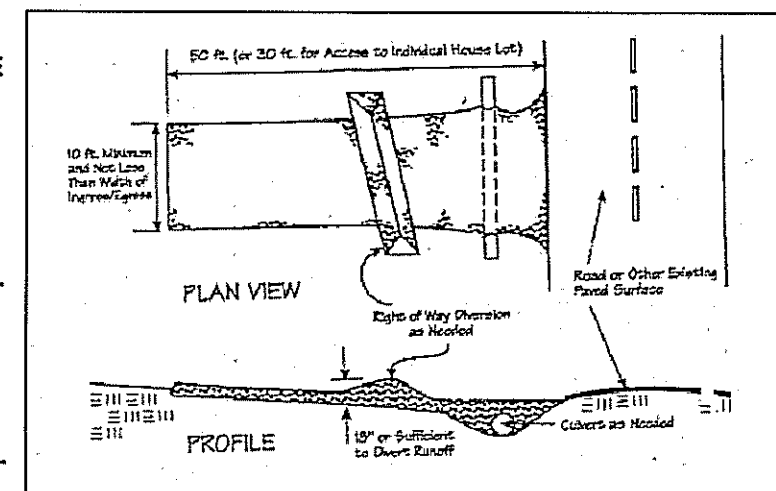 50 ft. (or 30 ft. for Access to Individual House Lot)
10 ft. Minimum
and Not Less
Than Width of
Ingress/Egress
PLAN VIEW
Right of Way Diversion
as Needed
Road or Other Existing
Paved Surface
18" or Sufficient
to Divert Runoff
Culvert as Needed
PROFILE